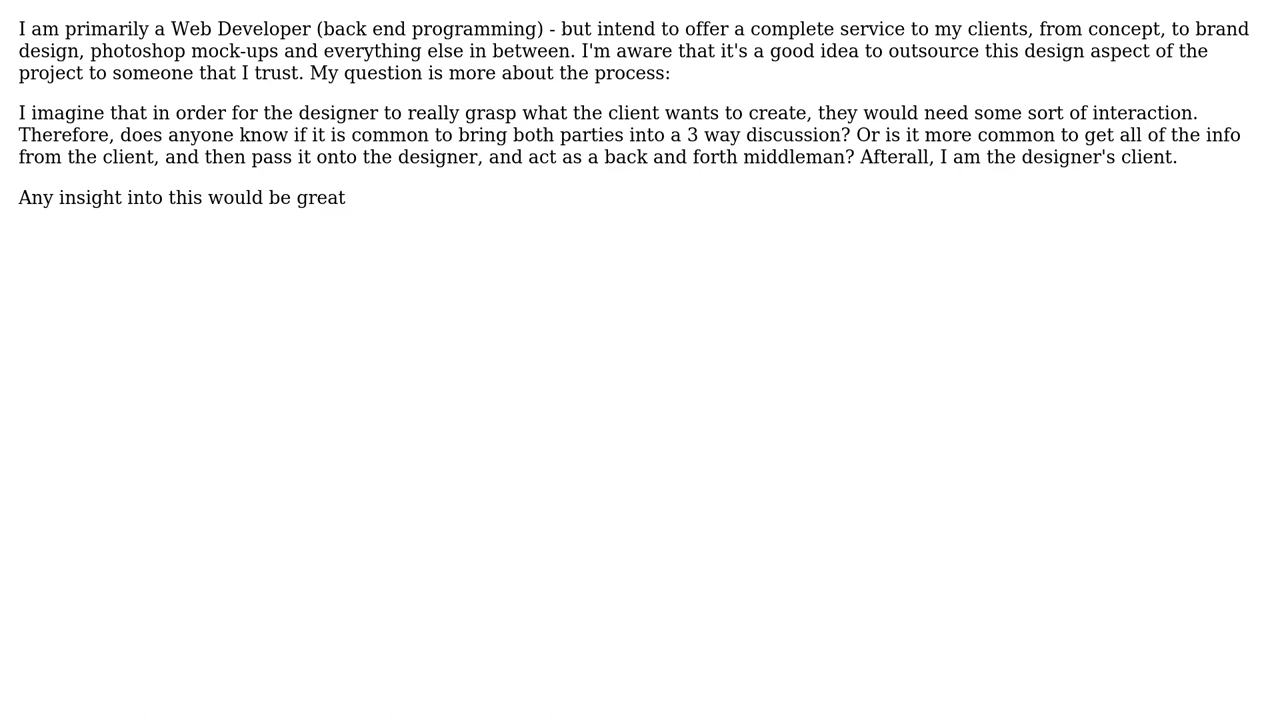 I am primarily a Web Developer (back end programming) - but intend to offer a complete service to my clients, from concept, to brand
design, photoshop mock-ups and everything else in between. I'm aware that it's a good idea to outsource this design aspect of the
project to someone that I trust. My question is more about the process:
I imagine that in order for the designer to really grasp what the client wants to create, they would need some sort of interaction.
Therefore, does anyone know if it is common to bring both parties into a 3 way discussion? Or is it more common to get all of the info
from the client, and then pass it onto the designer, and act as a back and forth middleman? Afterall, I am the designer's client.
Any insight into this would be great